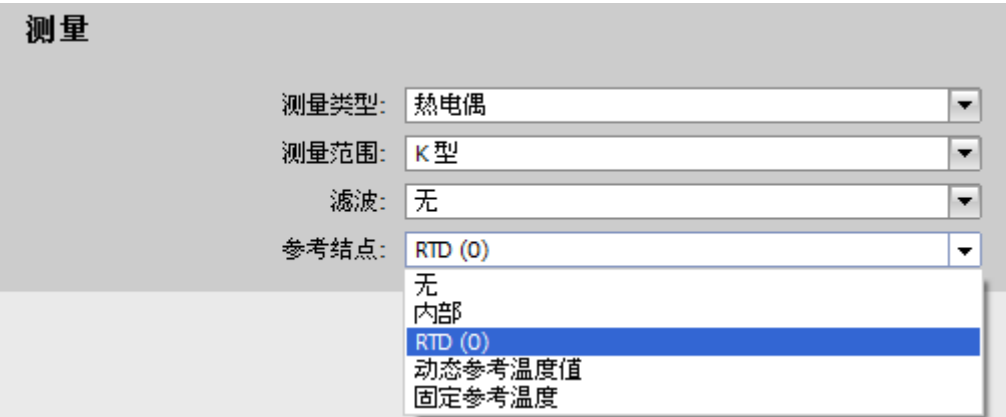 测量
测量类型: 热电偶
测量范围: K型
滤波: 无
参考结点: RTD (0)
无
内部
RTD (0)
动态参考温度值
固定参考温度